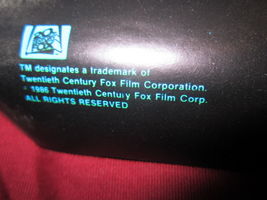 TM designates a trademark of
Twentieth Century Fox Film Corporation.
© 1986 Twentieth Century Fox Film Corp.
ALL RIGHTS RESERVED